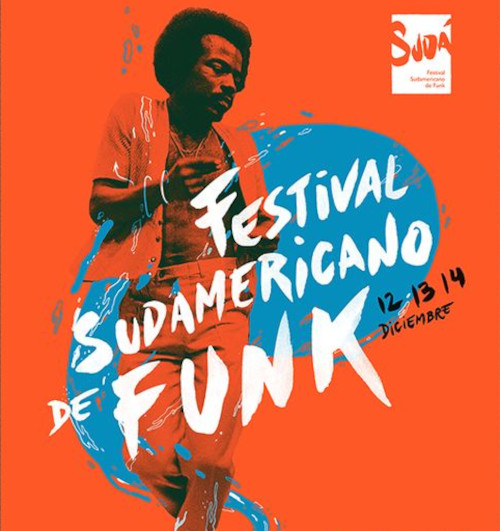 SUDÁ
Festival
Sudamericano
de Funk
FESTIVAL
SUDAMERICANO
DE FUNK
12 13 14
DICIEMBRE